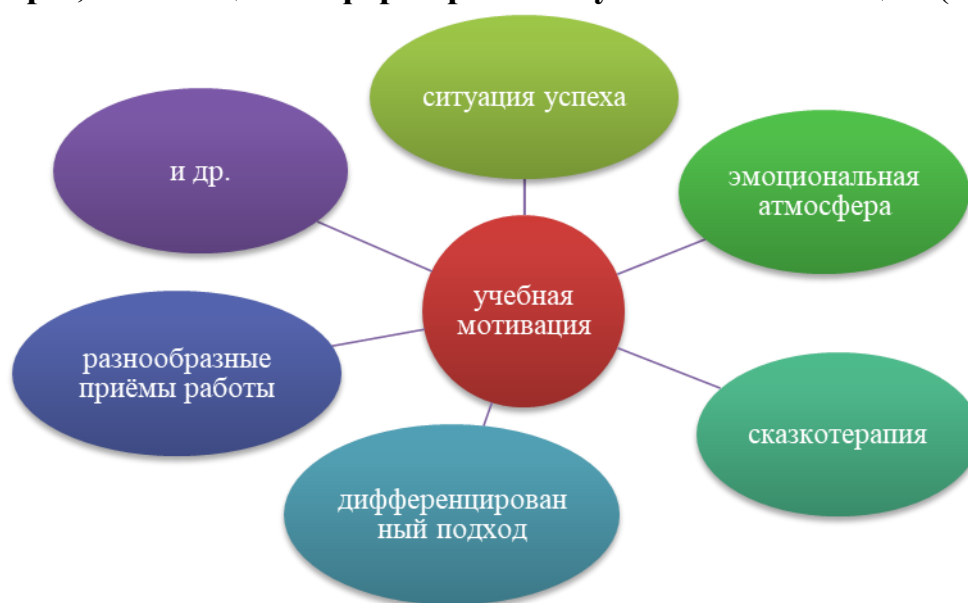 ситуация успеха
эмоциональная
атмосфера
сказкотерапия
дифференцирован
ный подход
разнообразные
приёмы работы
и др.
учебная
мотивация